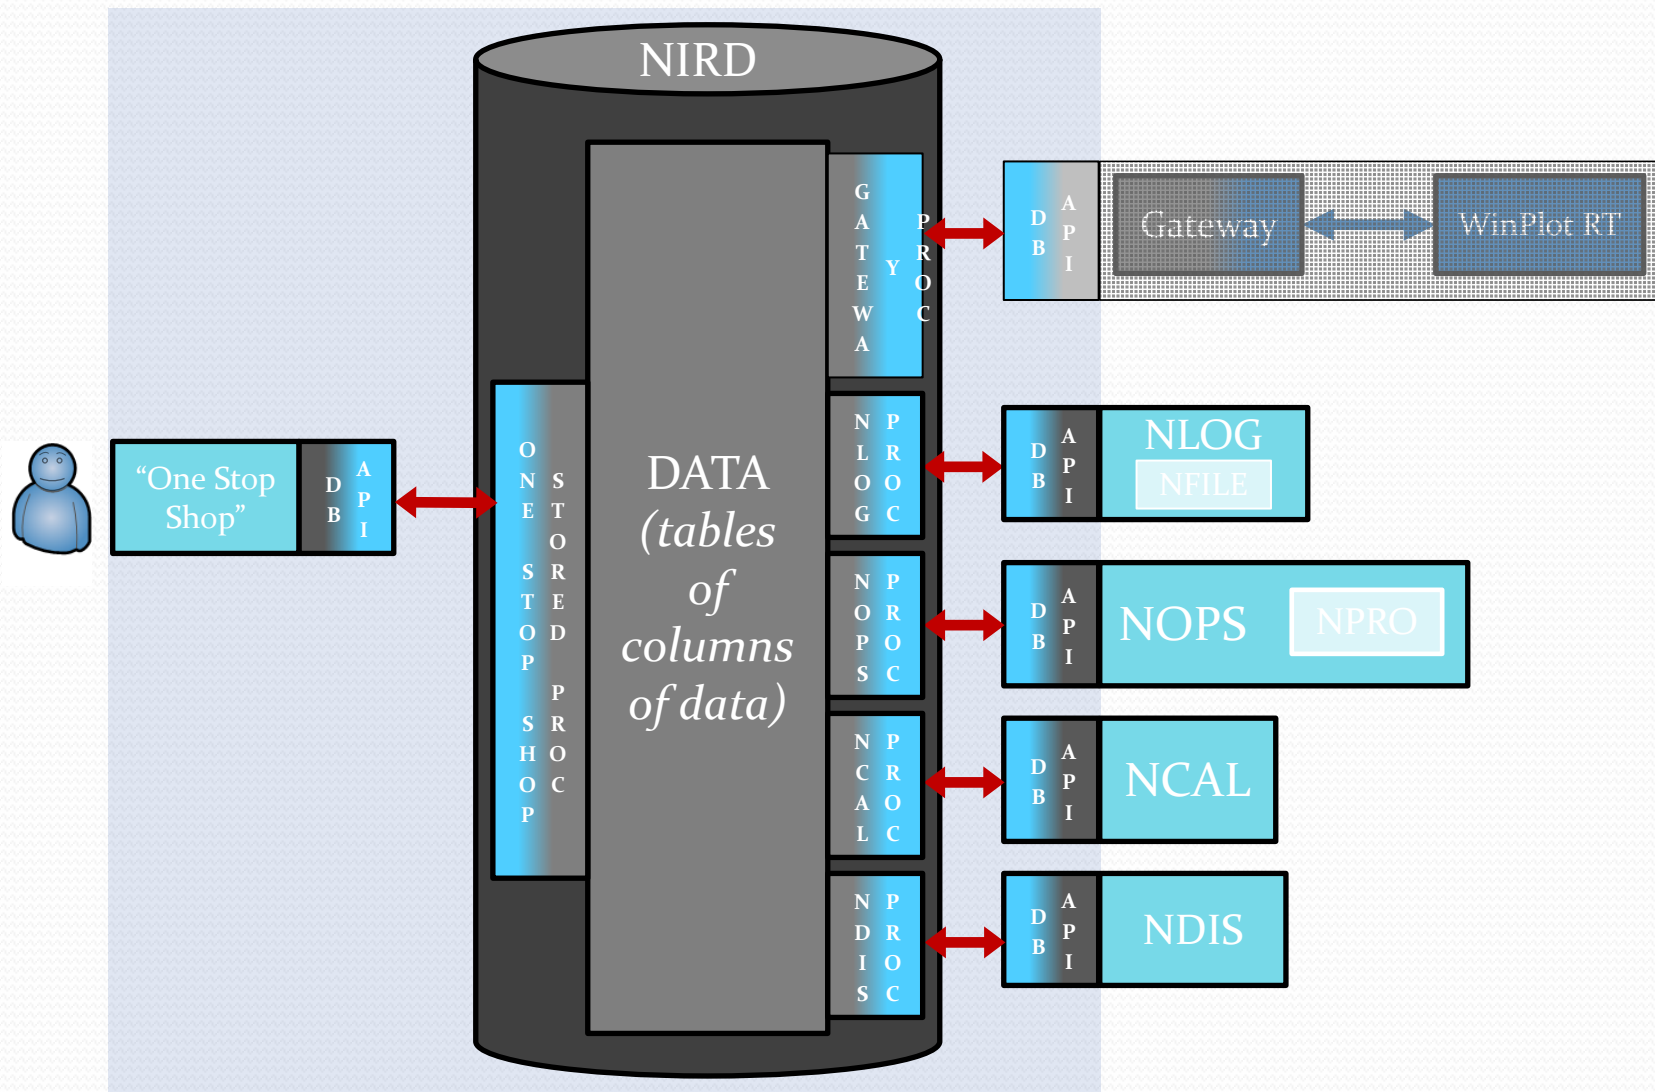 NIRD
GATEWAY PROC
DB API
Gateway
WinPlot RT
“One Stop
Shop”
DB API
ONE STOP SHOP
STORED PROC
DATA
(tables
of
columns
of data)
NLOG PROC
DB API
NLOG
NFILE
NOPS PROC
DB API
NOPS
NPRO
NCAL PROC
DB API
NCAL
NDIS PROC
DB API
NDIS